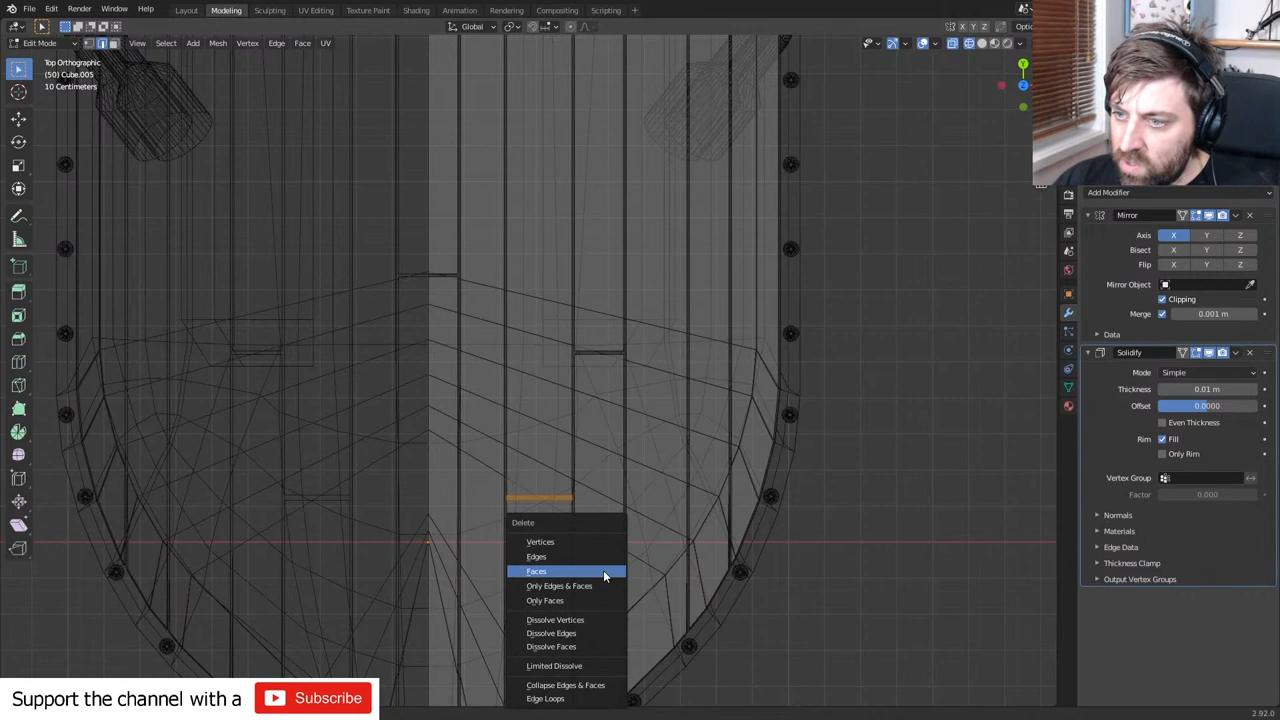 File Edit Render Window Help Layout Modeling Sculpting UV Editing Texture Paint Shading Animation Rendering Compositing Scripting +
Global Optio
Edit Mode View Select Add Mesh Vertex Edge Face UV X Y Z
Top Orthographic
(50) Cube.005
10 Centimeters
Y
Z
Add Modifier
Mirror
Axis X Y Z
Bisect X Y Z
Flip X Y Z
Mirror Object
Clipping
Merge 0.001 m
Data
Solidify
Mode Simple
Thickness 0.01 m
Offset 0.0000
Even Thickness
Rim Fill
Only Rim
Vertex Group
Factor 0.000
Normals
Materials
Edge Data
Thickness Clamp
Output Vertex Groups
Delete
Vertices
Edges
Faces
Only Edges & Faces
Only Faces
Dissolve Vertices
Dissolve Edges
Dissolve Faces
Limited Dissolve
Collapse Edges & Faces
Edge Loops
Support the channel with a Subscribe
2.92.0